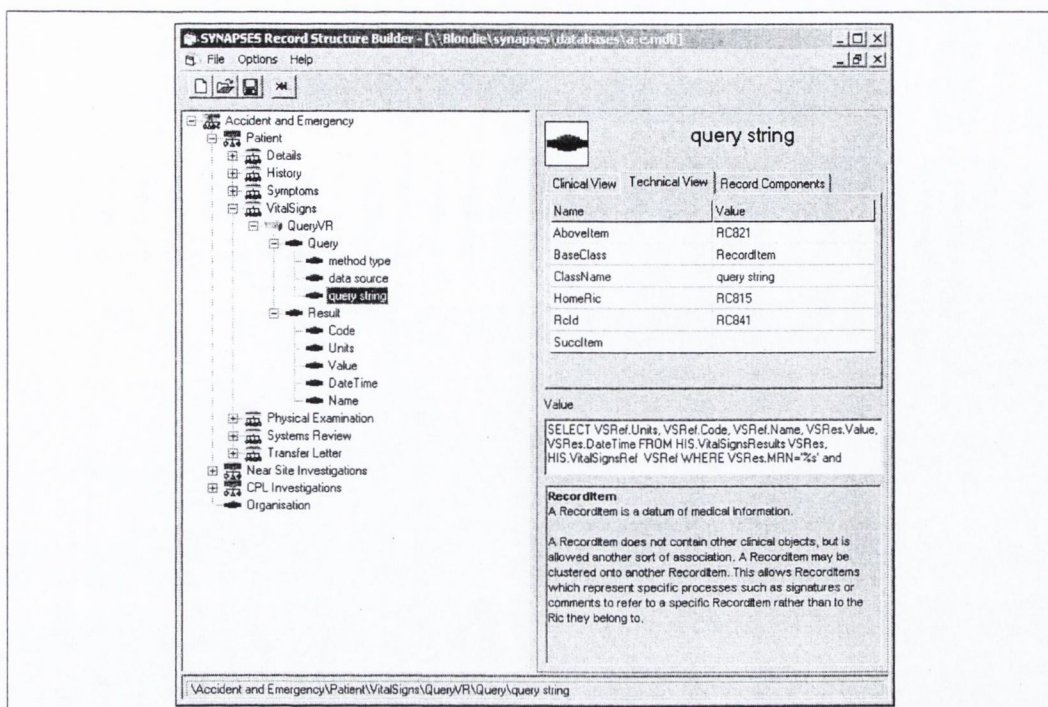 SYNAPSES Record Structure Builder - [\\Blondie\synapses\databases\a-e.mdb]
File Options Help
Accident and Emergency
Patient
Details
History
Symptoms
VitalSigns
QueryVR
Query
method type
data source
query string
Result
Code
Units
Value
DateTime
Name
Physical Examination
Systems Review
Transfer Letter
Near Site Investigations
CPL Investigations
Organisation
query string
Clinical View Technical View Record Components
Name Value
AboveItem RC821
BaseClass RecordItem
ClassName query string
HomeRic RC815
RcId RC841
SuccItem
Value
SELECT VSRef.Units, VSRef.Code, VSRef.Name, VSRes.Value,
VSRes.DateTime FROM HIS.VitalSignsResults VSRes,
HIS.VitalSignsRef VSRef WHERE VSRes.MRN='%s' and
RecordItem
A RecordItem is a datum of medical information.
A RecordItem does not contain other clinical objects, but is
allowed another sort of association. A RecordItem may be
clustered onto another RecordItem. This allows RecordItems
which represent specific processes such as signatures or
comments to refer to a specific RecordItem rather than to the
Ric they belong to.
\Accident and Emergency\Patient\VitalSigns\QueryVR\Query\query string